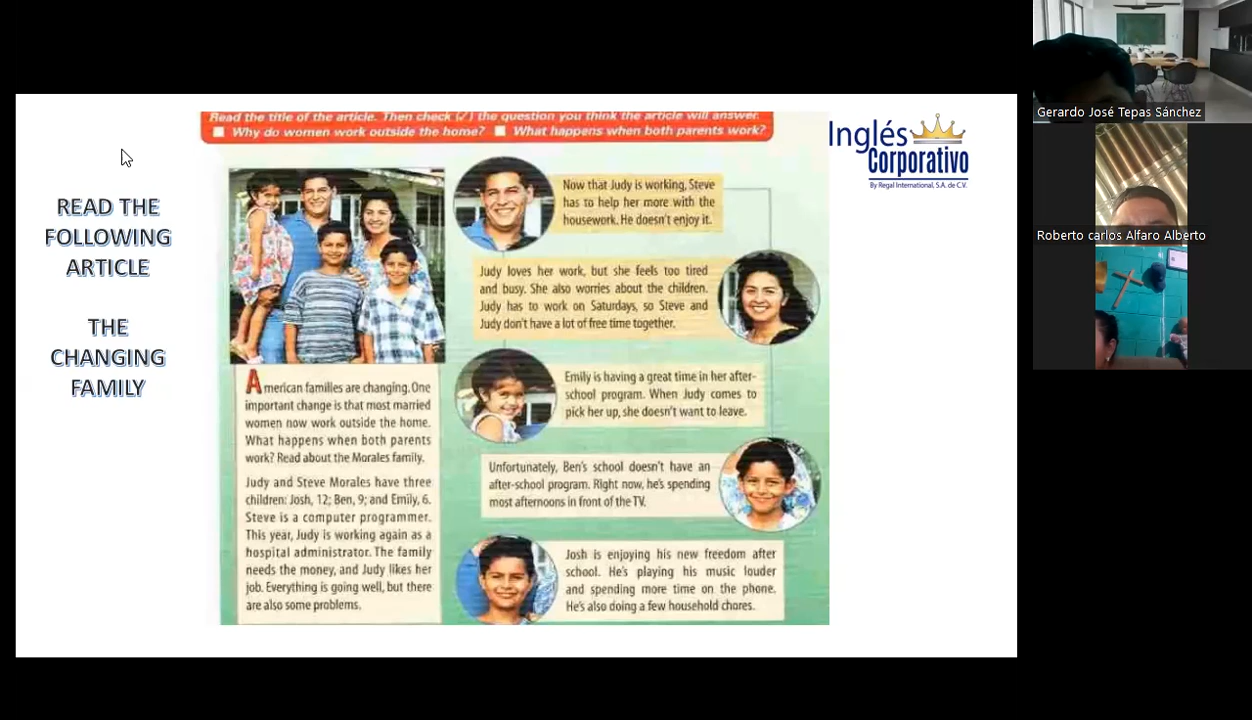 Read the title of the article. Then check (✓) the question you think the article will answer.
Why do women work outside the home? What happens when both parents work?
Inglés
Corporativo
By Regal International, S.A. de C.V.
READ THE
FOLLOWING
ARTICLE
THE
CHANGING
FAMILY
American families are changing. One
important change is that most married
women now work outside the home.
What happens when both parents
work? Read about the Morales family.
Judy and Steve Morales have three
children: Josh, 12; Ben, 9; and Emily, 6.
Steve is a computer programmer.
This year, Judy is working again as a
hospital administrator. The family
needs the money, and Judy likes her
job. Everything is going well, but there
are also some problems.
Now that Judy is working, Steve
has to help her more with the
housework. He doesn't enjoy it.
Judy loves her work, but she feels too tired
and busy. She also worries about the children.
Judy has to work on Saturdays, so Steve and
Judy don't have a lot of free time together.
Emily is having a great time in her after-
school program. When Judy comes to
pick her up, she doesn't want to leave.
Unfortunately, Ben's school doesn't have an
after-school program. Right now, he's spending
most afternoons in front of the TV.
Josh is enjoying his new freedom after
school. He's playing his music louder
and spending more time on the phone.
He's also doing a few household chores.
Gerardo José Tepas Sánchez
Roberto carlos Alfaro Alberto